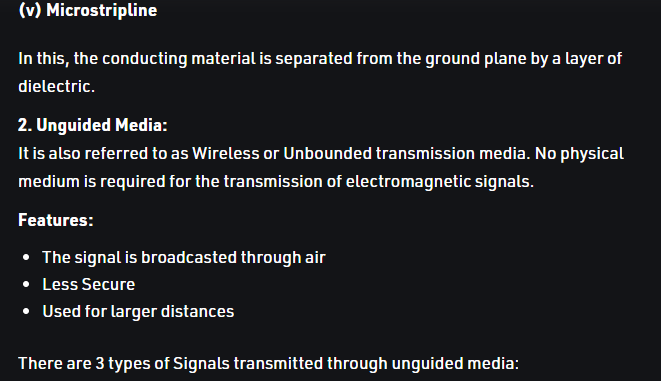 (v) Microstripline
In this, the conducting material is separated from the ground plane by a layer of
dielectric.
2. Unguided Media:
It is also referred to as Wireless or Unbounded transmission media. No physical
medium is required for the transmission of electromagnetic signals.
Features:
• The signal is broadcasted through air
• Less Secure
• Used for larger distances
There are 3 types of Signals transmitted through unguided media: